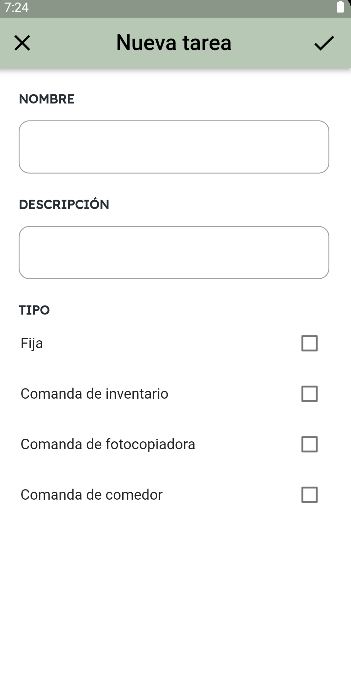 7:24
Nueva tarea
NOMBRE
DESCRIPCIÓN
TIPO
Fija
Comanda de inventario
Comanda de fotocopiadora
Comanda de comedor